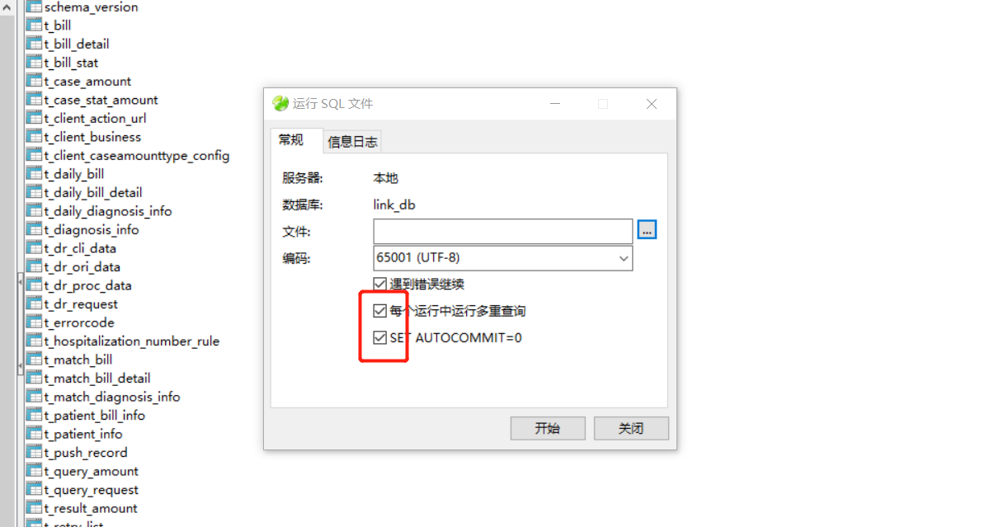 schema_version
t_bill
t_bill_detail
t_bill_stat
t_case_amount
t_case_stat_amount
t_client_action_url
t_client_business
t_client_caseamounttype_config
t_daily_bill
t_daily_bill_detail
t_daily_diagnosis_info
t_diagnosis_info
t_dr_cli_data
t_dr_ori_data
t_dr_proc_data
t_dr_request
t_errorcode
t_hospitalization_number_rule
t_match_bill
t_match_bill_detail
t_match_diagnosis_info
t_patient_bill_info
t_patient_info
t_push_record
t_query_amount
t_query_request
t_result_amount
t_retry_list
运行 SQL 文件
常规 信息日志
服务器: 本地
数据库: link_db
文件: ...
编码: 65001 (UTF-8)
遇到错误继续
每个运行中运行多重查询
SET AUTOCOMMIT=0
开始 关闭